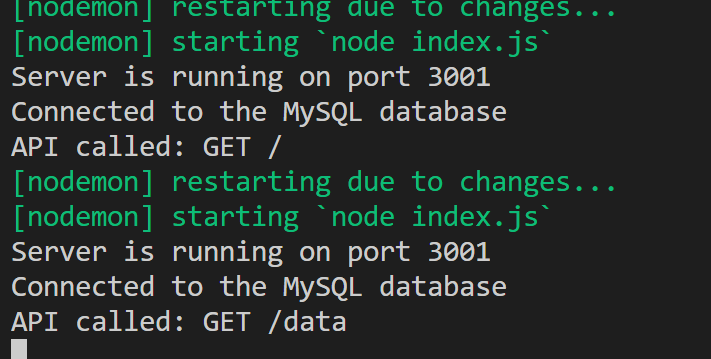 [nodemon] restarting due to changes...
[nodemon] starting `node index.js`
Server is running on port 3001
Connected to the MySQL database
API called: GET /
[nodemon] restarting due to changes...
[nodemon] starting `node index.js`
Server is running on port 3001
Connected to the MySQL database
API called: GET /data